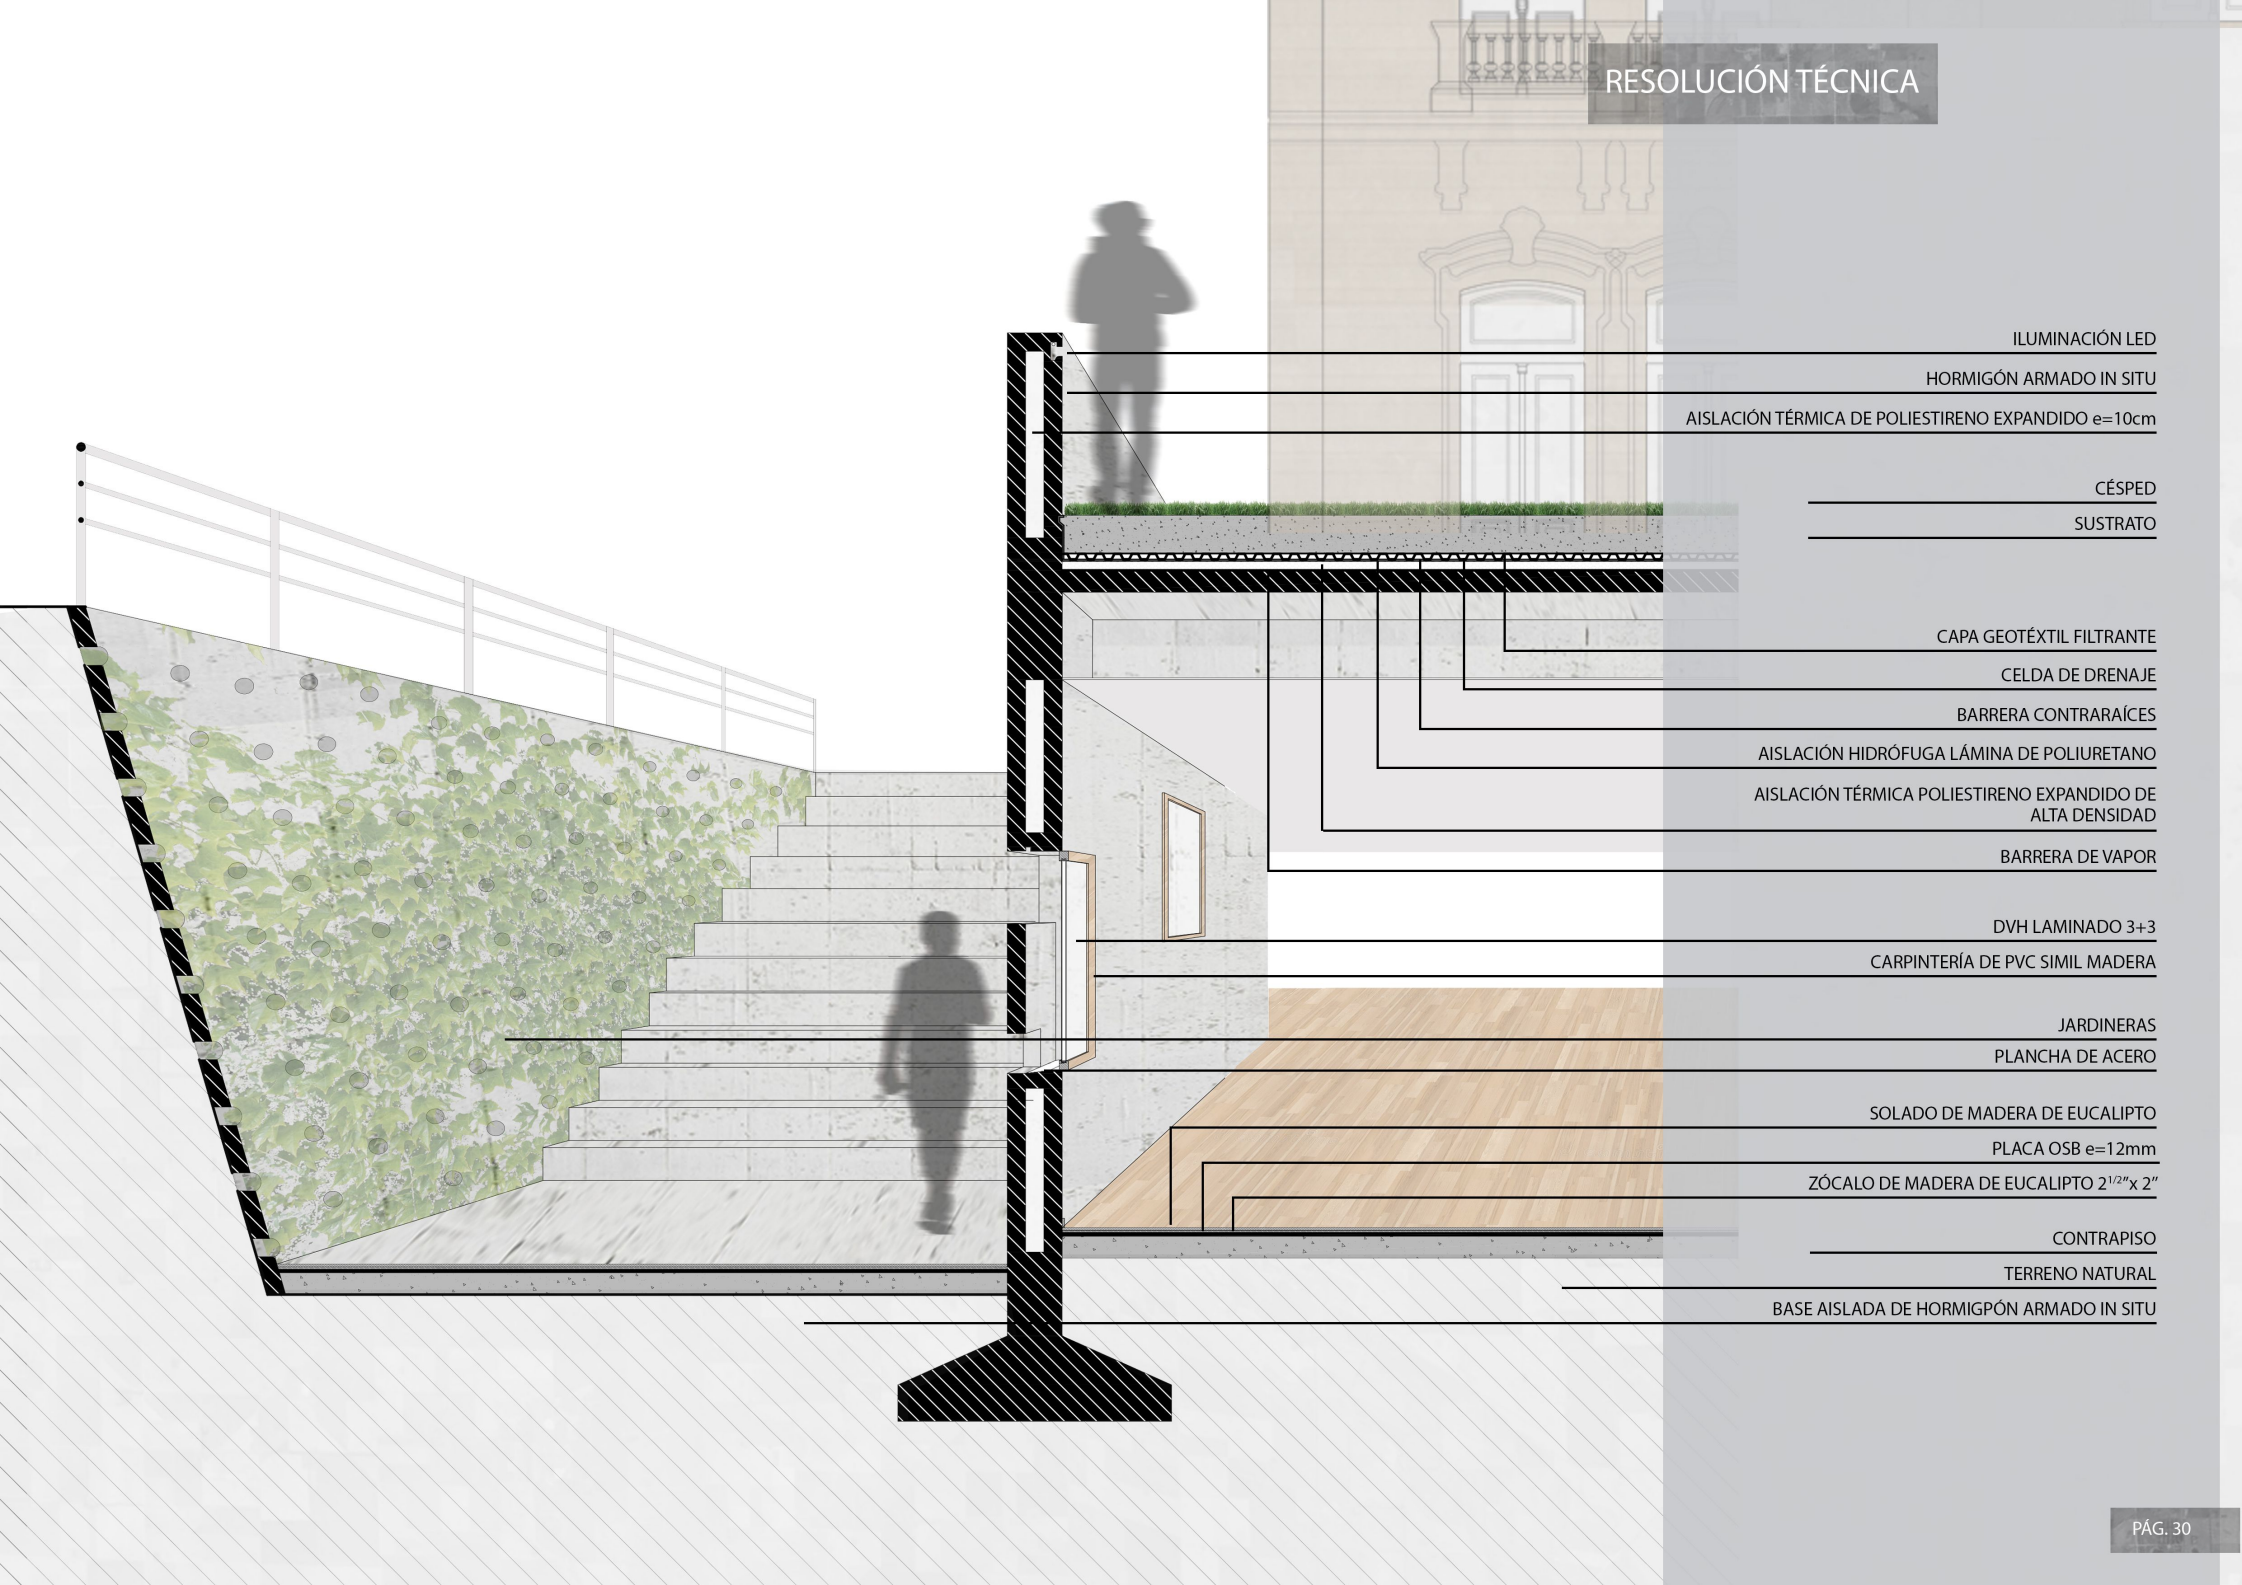 RESOLUCIÓN TÉCNICA
ILUMINACIÓN LED
HORMIGÓN ARMADO IN SITU
AISLACIÓN TÉRMICA DE POLIESTIRENO EXPANDIDO e=10cm
CÉSPED
SUSTRATO
CAPA GEOTÉXTIL FILTRANTE
CELDA DE DRENAJE
BARRERA CONTRARAÍCES
AISLACIÓN HIDRÓFUGA LÁMINA DE POLIURETANO
AISLACIÓN TÉRMICA POLIESTIRENO EXPANDIDO DE
ALTA DENSIDAD
BARRERA DE VAPOR
DVH LAMINADO 3+3
CARPINTERÍA DE PVC SIMIL MADERA
JARDINERAS
PLANCHA DE ACERO
SOLADO DE MADERA DE EUCALIPTO
PLACA OSB e=12mm
ZÓCALO DE MADERA DE EUCALIPTO 2¹/²"x 2"
CONTRAPISO
TERRENO NATURAL
BASE AISLADA DE HORMIGPÓN ARMADO IN SITU
PÁG. 30